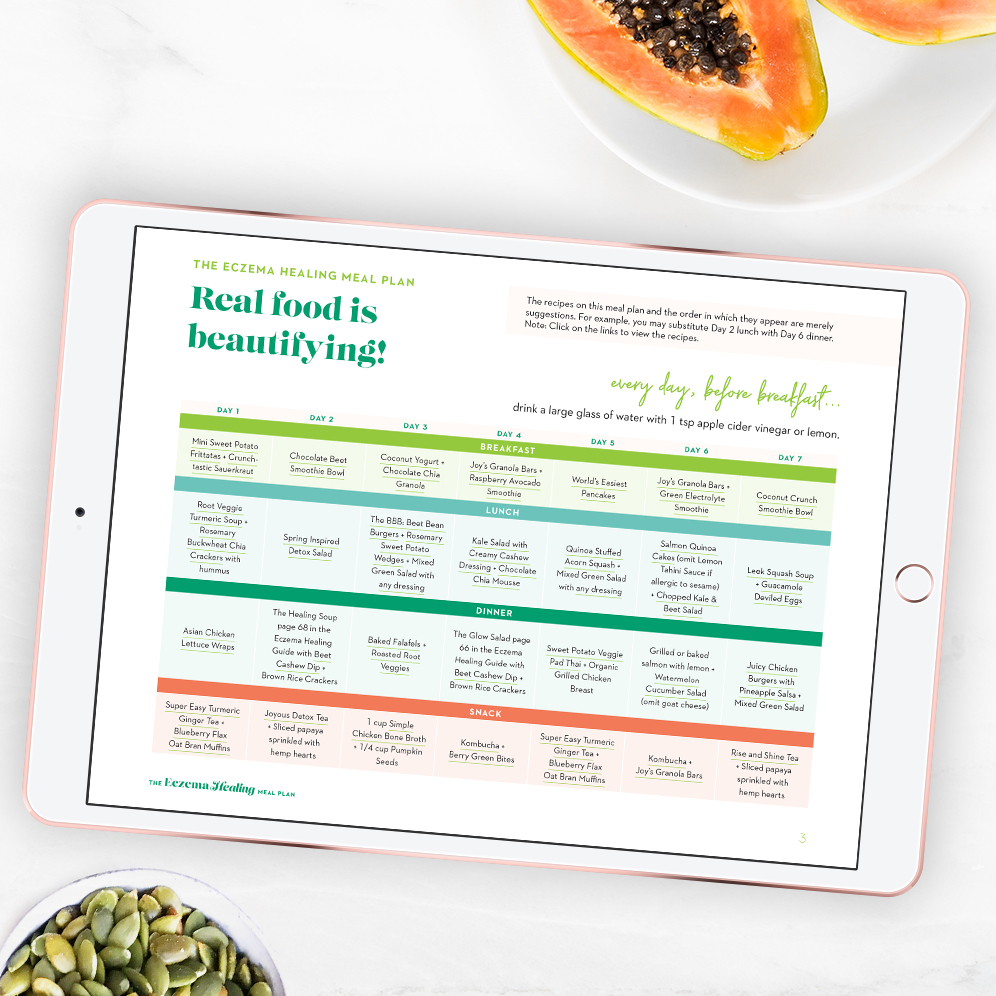 THE ECZEMA HEALING MEAL PLAN
Real food is
beautifying!
The recipes on this meal plan and the order in which they appear are merely
suggestions. For example, you may substitute Day 2 lunch with Day 6 dinner.
Note: Click on the links to view the recipes.
every day, before breakfast...
drink a large glass of water with 1 tsp apple cider vinegar or lemon.
DAY 1
DAY 2
DAY 3
DAY 4
DAY 5
DAY 6
DAY 7
BREAKFAST
Mini Sweet Potato
Frittatas + Crunch-
tastic Sauerkraut
Chocolate Beet
Smoothie Bowl
Coconut Yogurt +
Chocolate Chia
Granola
Joy's Granola Bars +
Raspberry Avocado
Smoothie
World's Easiest
Pancakes
Joy's Granola Bars +
Green Electrolyte
Smoothie
Coconut Crunch
Smoothie Bowl
LUNCH
Root Veggie
Turmeric Soup +
Rosemary
Buckwheat Chia
Crackers with
hummus
Spring Inspired
Detox Salad
The BBB: Beet Bean
Burgers + Rosemary
Sweet Potato
Wedges + Mixed
Green Salad with
any dressing
Kale Salad with
Creamy Cashew
Dressing + Chocolate
Chia Mousse
Quinoa Stuffed
Acorn Squash +
Mixed Green Salad
with any dressing
Salmon Quinoa
Cakes (omit Lemon
Tahini Sauce if
allergic to sesame)
+ Chopped Kale &
Beet Salad
Leek Squash Soup
+ Guacamole
Deviled Eggs
DINNER
Asian Chicken
Lettuce Wraps
The Healing Soup
page 68 in the
Eczema Healing
Guide with Beet
Cashew Dip +
Brown Rice Crackers
Baked Falafels +
Roasted Root
Veggies
The Glow Salad page
66 in the Eczema
Healing Guide with
Beet Cashew Dip +
Brown Rice Crackers
Sweet Potato Veggie
Pad Thai + Organic
Grilled Chicken
Breast
Grilled or baked
salmon with lemon +
Watermelon
Cucumber Salad
(omit goat cheese)
Juicy Chicken
Burgers with
Pineapple Salsa +
Mixed Green Salad
SNACK
Super Easy Turmeric
Ginger Tea +
Blueberry Flax
Oat Bran Muffins
Joyous Detox Tea
+ Sliced papaya
sprinkled with
hemp hearts
1 cup Simple
Chicken Bone Broth
+ 1/4 cup Pumpkin
Seeds
Kombucha +
Berry Green Bites
Super Easy Turmeric
Ginger Tea +
Blueberry Flax
Oat Bran Muffins
Kombucha +
Joy's Granola Bars
Rise and Shine Tea
+ Sliced papaya
sprinkled with
hemp hearts
THE Eczema Healing MEAL PLAN
3